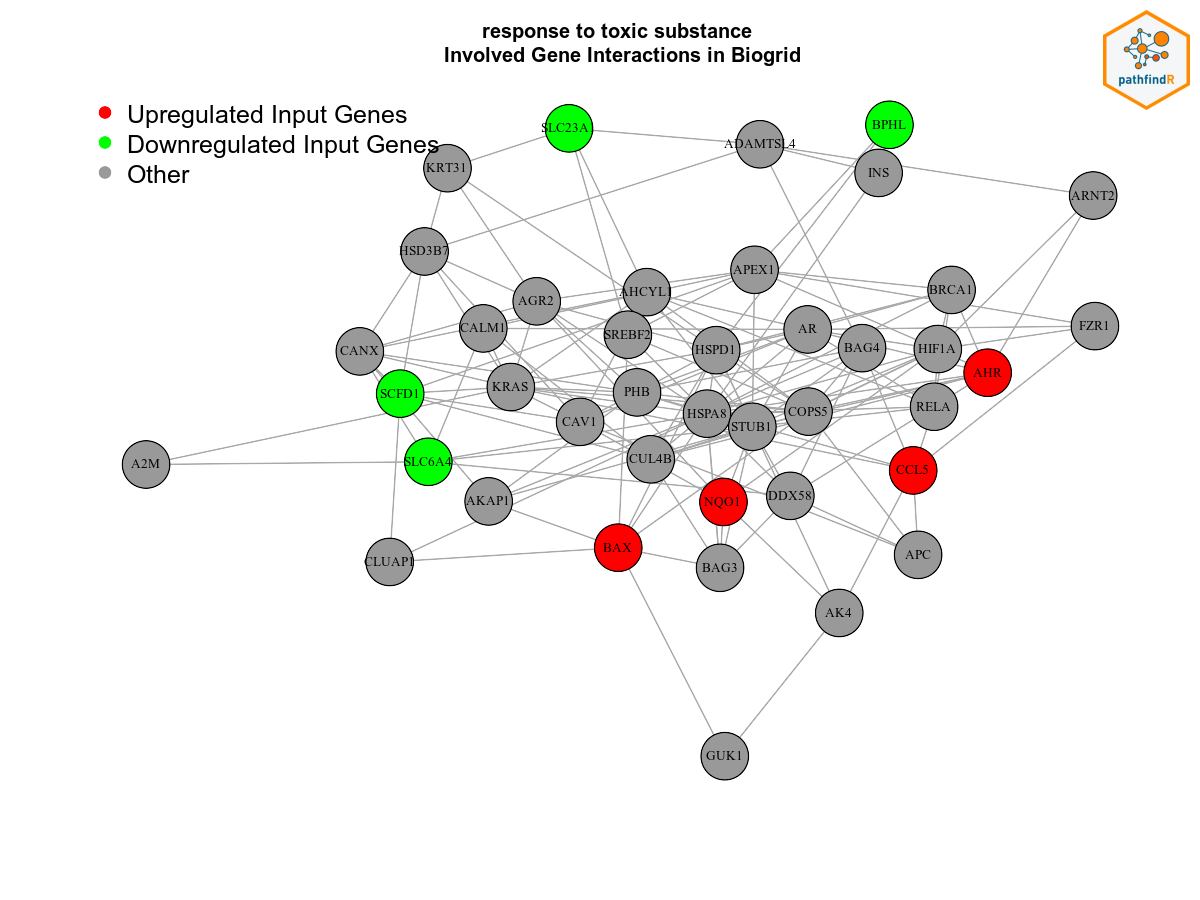 response to toxic substance
Involved Gene Interactions in Biogrid
pathfindR
Upregulated Input Genes
Downregulated Input Genes
Other
SLC23A
BPHL
ADAMTSL4
KRT31
INS
ARNT2
HSD3B7
APEX1
AHCYL1
BRCA1
AGR2
CALM1
SREBF2
AR
FZR1
CANX
HSPD1
BAG4
HIF1A
AHR
KRAS
SCFD1
PHB
HSPA8
COPS5
RELA
CAV1
STUB1
A2M
SLC6A4
CUL4B
CCL5
AKAP1
NQO1
DDX58
BAX
CLUAP1
BAG3
APC
AK4
GUK1